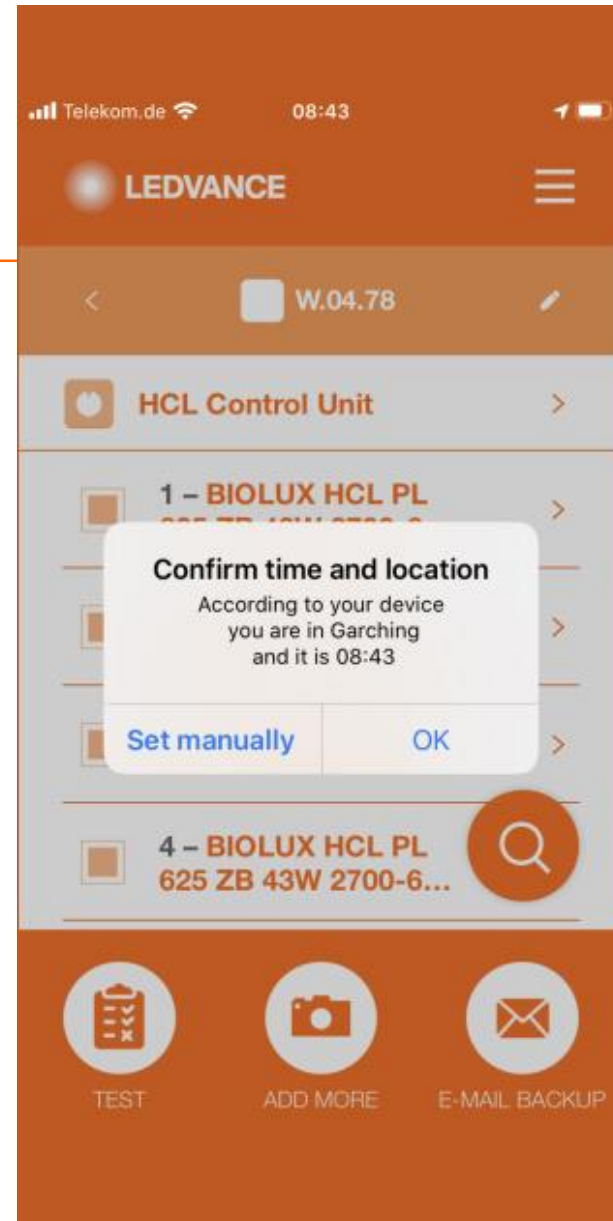 Telekom.de 08:43
LEDVANCE
W.04.78
HCL Control Unit
1 – BIOLUX HCL PL
Confirm time and location
According to your device
you are in Garching
and it is 08:43
Set manually OK
4 – BIOLUX HCL PL
625 ZB 43W 2700-6...
TEST ADD MORE E-MAIL BACKUP